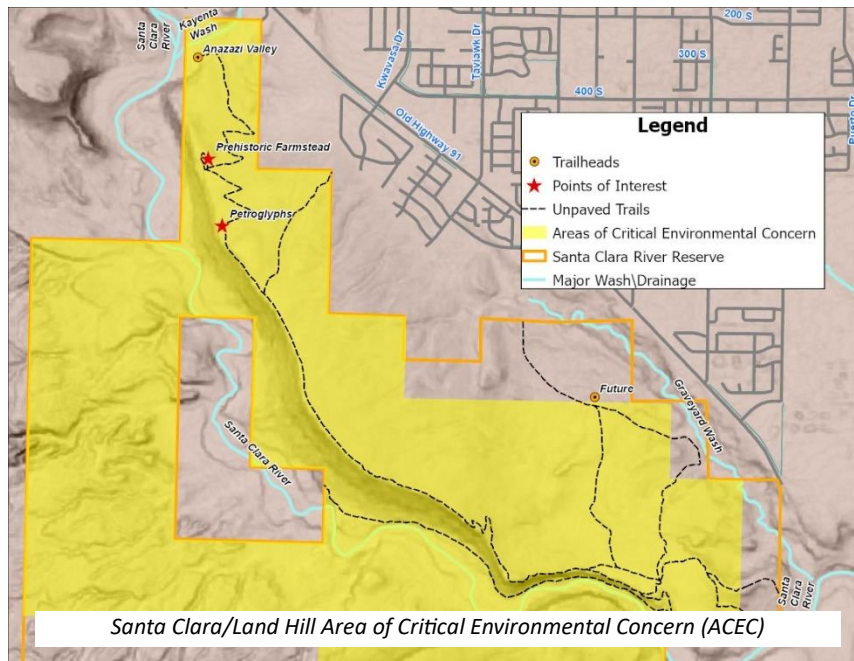 Santa
Clara
River
Kayenta
Wash
Anazazi Valley
Kwavasa Dr
Taviawk Dr
200 S
300 S
400 S
Old Highway 91
Puerto Dr
Prehistoric Farmstead
Petroglyphs
Legend
Trailheads
Points of Interest
Unpaved Trails
Areas of Critical Environmental Concern
Santa Clara River Reserve
Major Wash\Drainage
Future
Graveyard Wash
Santa Clara River
Santa
Clara
River
Santa Clara/Land Hill Area of Critical Environmental Concern (ACEC)